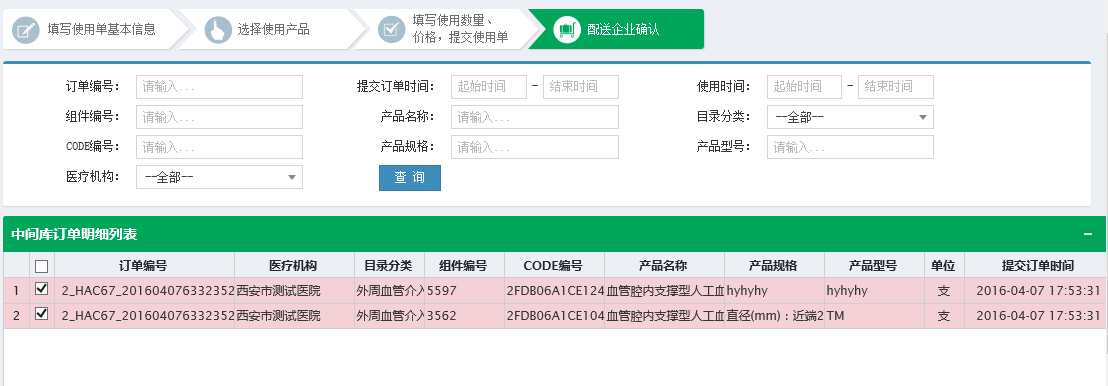 填写使用单基本信息
选择使用产品
填写使用数量、
价格，提交使用单
配送企业确认
订单编号： 请输入... 提交订单时间： 起始时间 - 结束时间 使用时间： 起始时间 - 结束时间
组件编号： 请输入... 产品名称： 请输入... 目录分类： --全部--
CODE编号： 请输入... 产品规格： 请输入... 产品型号： 请输入...
医疗机构： --全部-- 查 询
中间库订单明细列表 −
订单编号 医疗机构 目录分类 组件编号 CODE编号 产品名称 产品规格 产品型号 单位 提交订单时间
1 2_HAC67_201604076332352 西安市测试医院 外周血管介入 5597 2FDB06A1CE124 血管腔内支撑型人工血 hyhyhy hyhyhy 支 2016-04-07 17:53:31
2 2_HAC67_201604076332352 西安市测试医院 外周血管介入 3562 2FDB06A1CE104 血管腔内支撑型人工血 直径(mm)：近端2 TM 支 2016-04-07 17:53:31